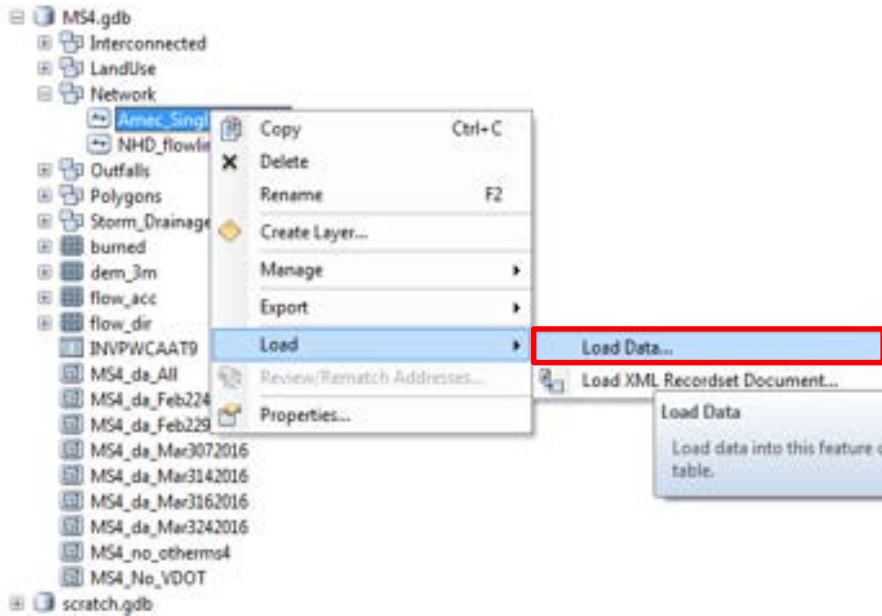 MS4.gdb
Interconnected
LandUse
Network
Amec_Singl
NHD_flowlin
Outfalls
Polygons
Storm_Drainage
burned
dem_3m
flow_acc
flow_dir
INVPWCAAT9
MS4_da_All
MS4_da_Feb224
MS4_da_Feb229
MS4_da_Mar3072016
MS4_da_Mar3142016
MS4_da_Mar3162016
MS4_da_Mar3242016
MS4_no_otherms4
MS4_No_VDOT
scratch.gdb
Copy Ctrl+C
Delete
Rename F2
Create Layer...
Manage
Export
Load
Review/Rematch Addresses...
Properties...
Load Data...
Load XML Recordset Document...
Load Data
Load data into this feature
table.